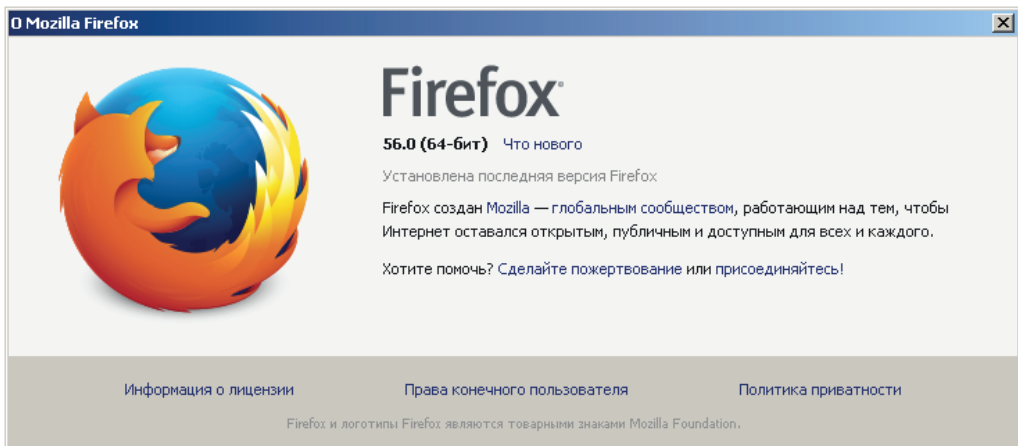 О Mozilla Firefox
Firefox®
56.0 (64-бит) Что нового
Установлена последняя версия Firefox
Firefox создан Mozilla — глобальным сообществом, работающим над тем, чтобы
Интернет оставался открытым, публичным и доступным для всех и каждого.
Хотите помочь? Сделайте пожертвование или присоединяйтесь!
Информация о лицензии Права конечного пользователя Политика приватности
Firefox и логотипы Firefox являются товарными знаками Mozilla Foundation.